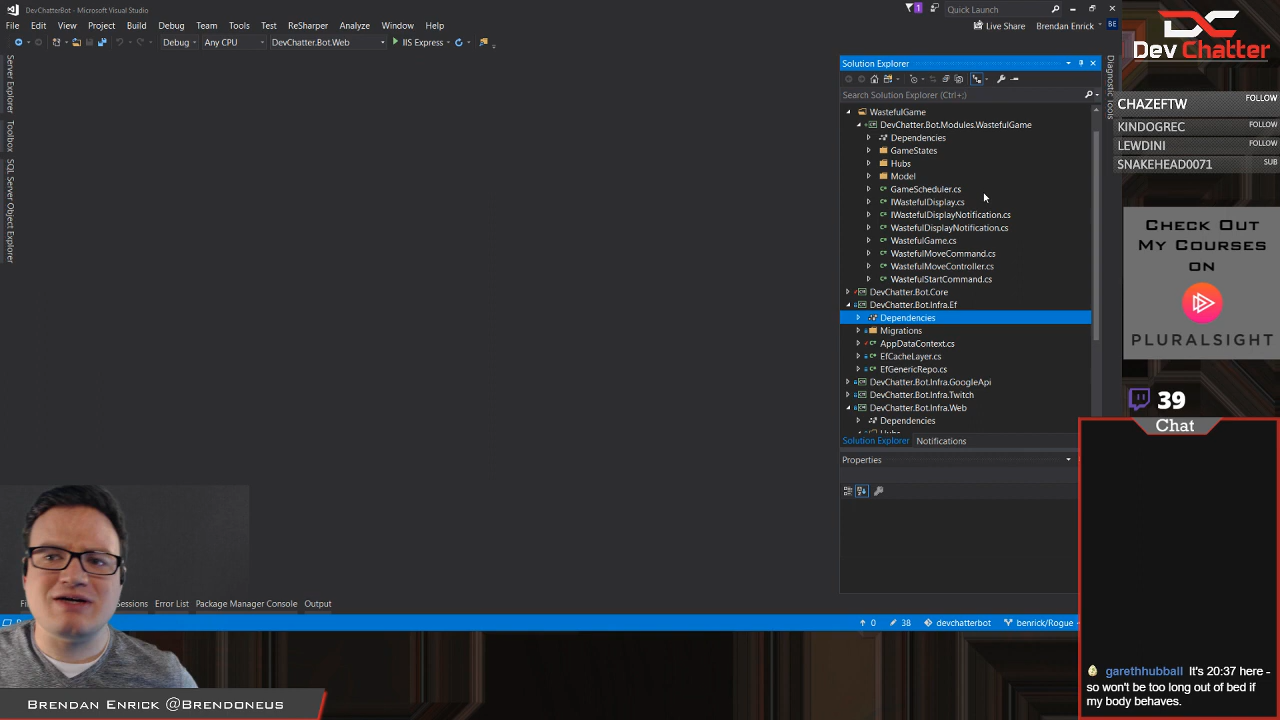 DevChatterBot - Microsoft Visual Studio
1
Quick Launch
File Edit View Project Build Debug Team Tools Test ReSharper Analyze Window Help
Live Share Brendan Enrick BE
Debug Any CPU DevChatter.Bot.Web IIS Express
Server Explorer
Toolbox
SQL Server Object Explorer
Solution Explorer
Search Solution Explorer (Ctrl+;)
WastefulGame
DevChatter.Bot.Modules.WastefulGame
Dependencies
GameStates
Hubs
Model
GameScheduler.cs
IWastefulDisplay.cs
IWastefulDisplayNotification.cs
WastefulDisplayNotification.cs
WastefulGame.cs
WastefulMoveCommand.cs
WastefulMoveController.cs
WastefulStartCommand.cs
DevChatter.Bot.Core
DevChatter.Bot.Infra.Ef
Dependencies
Migrations
AppDataContext.cs
EfCacheLayer.cs
EfGenericRepo.cs
DevChatter.Bot.Infra.GoogleApi
DevChatter.Bot.Infra.Twitch
DevChatter.Bot.Infra.Web
Dependencies
Hubs
Solution Explorer Notifications
Properties
Diagnostic Tools
Error List Package Manager Console Output
0 38 devchatterbot benrick/Rogue
Dev Chatter
CHAZEFTW FOLLOW
KINDOGREC FOLLOW
LEWDINI FOLLOW
SNAKEHEAD0071 SUB
Check Out
My Courses
on
PLURALSIGHT
39
Chat
garethhubball It's 20:37 here -
so won't be too long out of bed if
my body behaves.
Brendan Enrick @Brendoneus